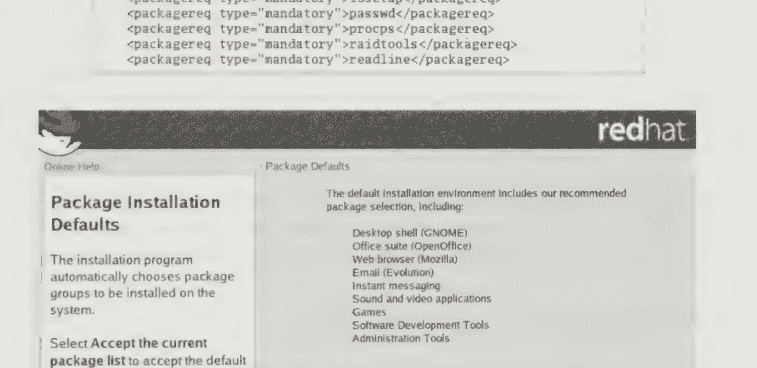 <packagereq type="mandatory">passwd</packagereq>
<packagereq type="mandatory">procps</packagereq>
<packagereq type="mandatory">raidtools</packagereq>
<packagereq type="mandatory">readline</packagereq>
redhat
Online Help
Package Defaults
Package Installation
Defaults
The installation program
automatically chooses package
groups to be installed on the
system.
Select Accept the current
package list to accept the default
The default installation environment includes our recommended
package selection, including:
Desktop shell (GNOME)
Office suite (OpenOffice)
Web browser (Mozilla)
Email (Evolution)
Instant messaging
Sound and video applications
Games
Software Development Tools
Administration Tools